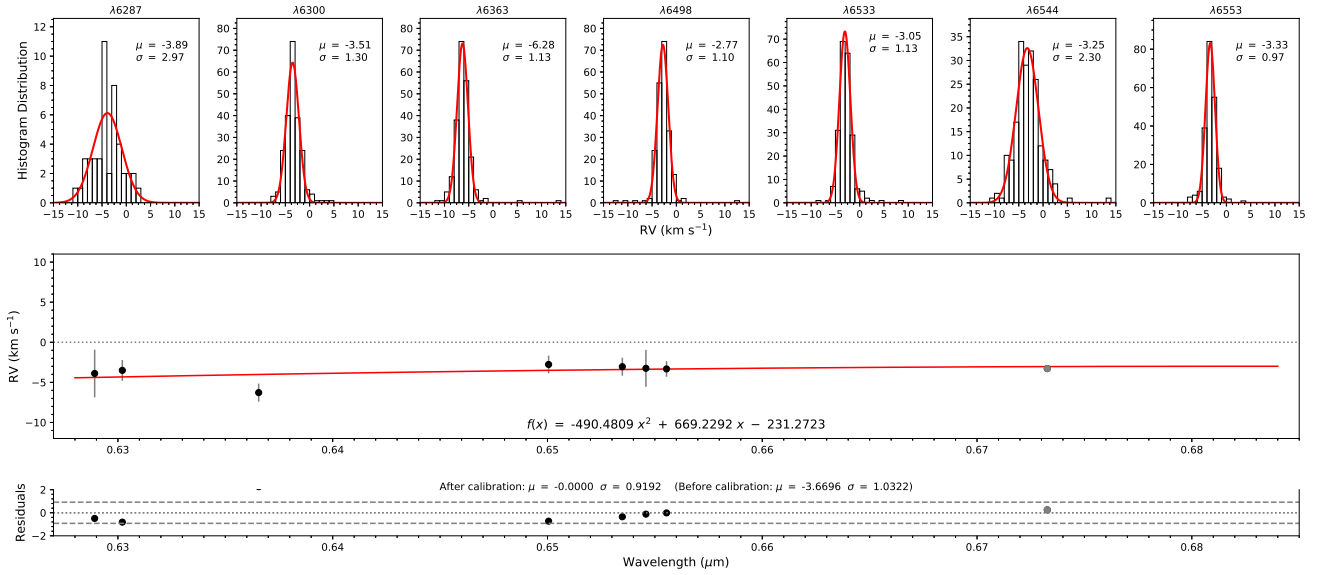 λ6287 λ6300 λ6363 λ6498 λ6533 λ6544 λ6553
μ = -3.89
σ = 2.97
μ = -3.51
σ = 1.30
μ = -6.28
σ = 1.13
μ = -2.77
σ = 1.10
μ = -3.05
σ = 1.13
μ = -3.25
σ = 2.30
μ = -3.33
σ = 0.97
Histogram Distribution
12
10
8
6
4
2
0
−15 −10 −5 0 5 10 15
80
70
60
50
40
30
20
10
0
−15 −10 −5 0 5 10 15
80
70
60
50
40
30
20
10
0
−15 −10 −5 0 5 10 15
80
70
60
50
40
30
20
10
0
−15 −10 −5 0 5 10 15
70
60
50
40
30
20
10
0
−15 −10 −5 0 5 10 15
35
30
25
20
15
10
5
0
−15 −10 −5 0 5 10 15
80
60
40
20
0
−15 −10 −5 0 5 10 15
RV (km s⁻¹)
RV (km s⁻¹)
10
5
0
−5
−10
f(x) = -490.4809 x² + 669.2292 x − 231.2723
0.63 0.64 0.65 0.66 0.67 0.68
Residuals
2
0
−2
After calibration: μ = -0.0000 σ = 0.9192 (Before calibration: μ = -3.6696 σ = 1.0322)
0.63 0.64 0.65 0.66 0.67 0.68
Wavelength (μm)